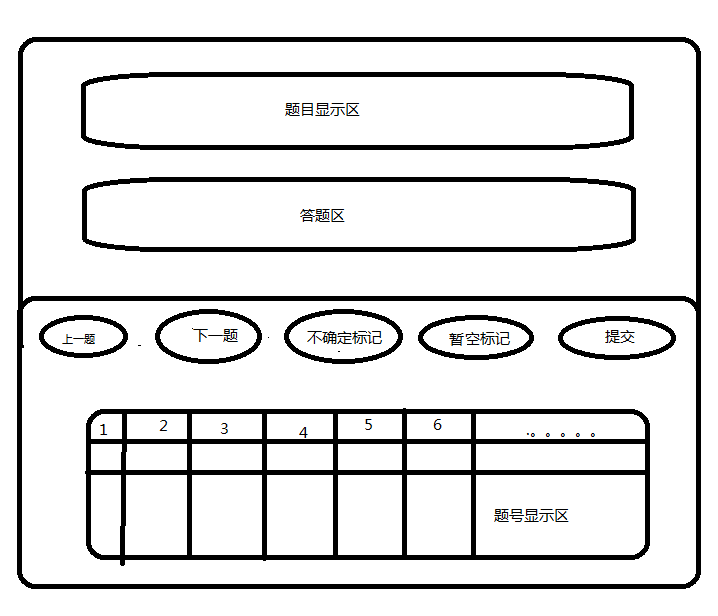 题目显示区
答题区
上一题
下一题
不确定标记
暂空标记
提交
1 2 3 4 5 6 .。。。。。
题号显示区